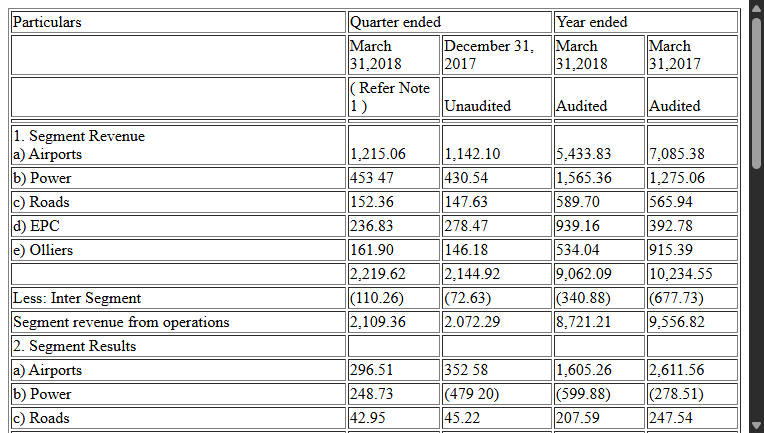 Particulars Quarter ended Year ended
March December 31, March March
31,2018 2017 31,2018 31,2017
( Refer Note
1 ) Unaudited Audited Audited
1. Segment Revenue
a) Airports 1,215.06 1,142.10 5,433.83 7,085.38
b) Power 453 47 430.54 1,565.36 1,275.06
c) Roads 152.36 147.63 589.70 565.94
d) EPC 236.83 278.47 939.16 392.78
e) Olliers 161.90 146.18 534.04 915.39
2,219.62 2,144.92 9,062.09 10,234.55
Less: Inter Segment (110.26) (72.63) (340.88) (677.73)
Segment revenue from operations 2,109.36 2.072.29 8,721.21 9,556.82
2. Segment Results
a) Airports 296.51 352 58 1,605.26 2,611.56
b) Power 248.73 (479 20) (599.88) (278.51)
c) Roads 42.95 45.22 207.59 247.54